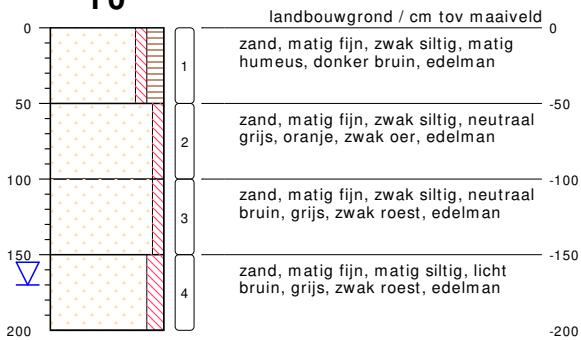 landbouwgrond / cm tov maaiveld
0
0
zand, matig fijn, zwak siltig, matig
humeus, donker bruin, edelman
1
50
-50
zand, matig fijn, zwak siltig, neutraal
grijs, oranje, zwak oer, edelman
2
100
-100
zand, matig fijn, zwak siltig, neutraal
bruin, grijs, zwak roest, edelman
3
150
-150
zand, matig fijn, matig siltig, licht
bruin, grijs, zwak roest, edelman
4
200
-200